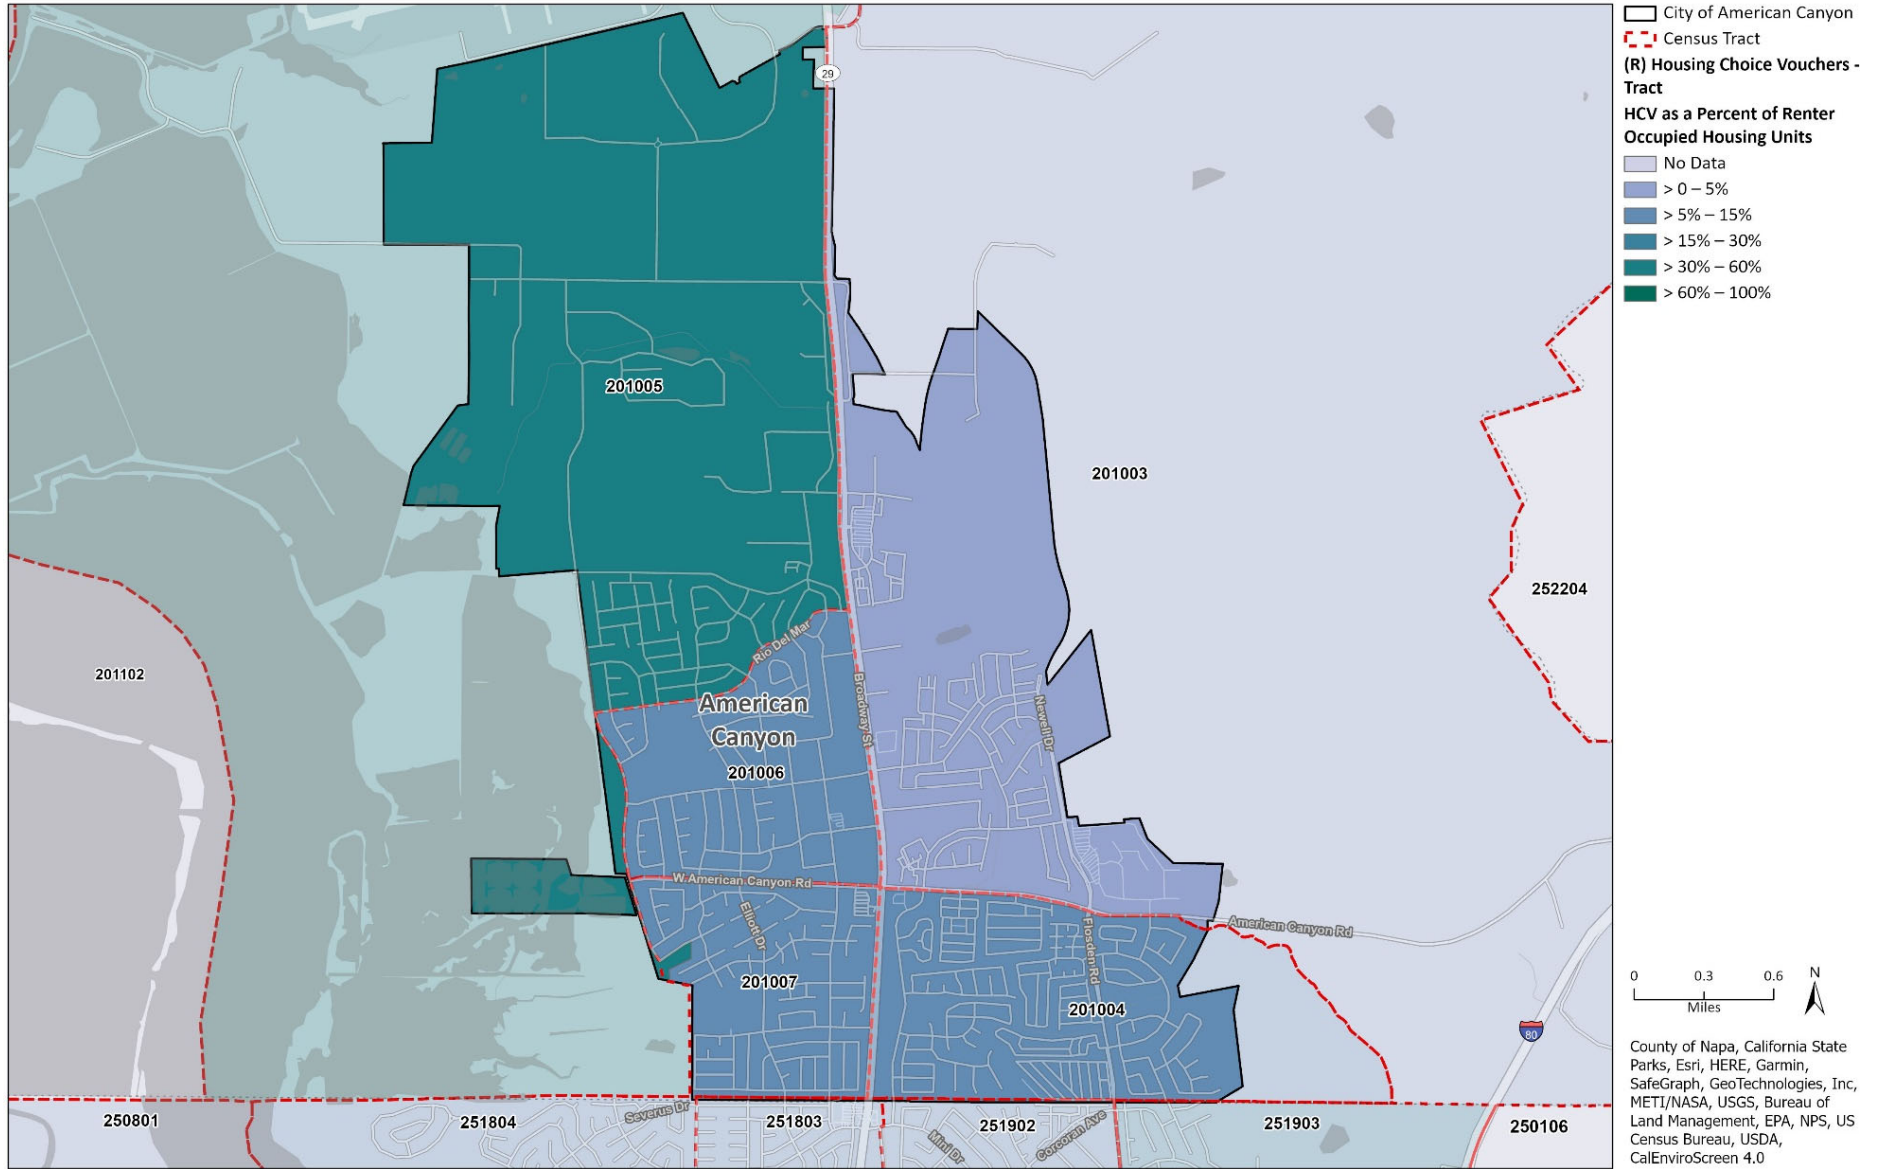 City of American Canyon
Census Tract
(R) Housing Choice Vouchers -
Tract
HCV as a Percent of Renter
Occupied Housing Units
No Data
> 0 – 5%
> 5% – 15%
> 15% – 30%
> 30% – 60%
> 60% – 100%
29
201005
201003
252204
Rio Del Mar
201102
American
Canyon
Broadway St
Newell Dr
201006
W American Canyon Rd
Elliott Dr
Flosden Rd
American Canyon Rd
201007
201004
80
0 0.3 0.6
Miles
N
County of Napa, California State
Parks, Esri, HERE, Garmin,
SafeGraph, GeoTechnologies, Inc,
METI/NASA, USGS, Bureau of
Land Management, EPA, NPS, US
Census Bureau, USDA,
CalEnviroScreen 4.0
250801
251804
Severus Dr
251803
Mini Dr
251902
Corcoran Ave
251903
250106